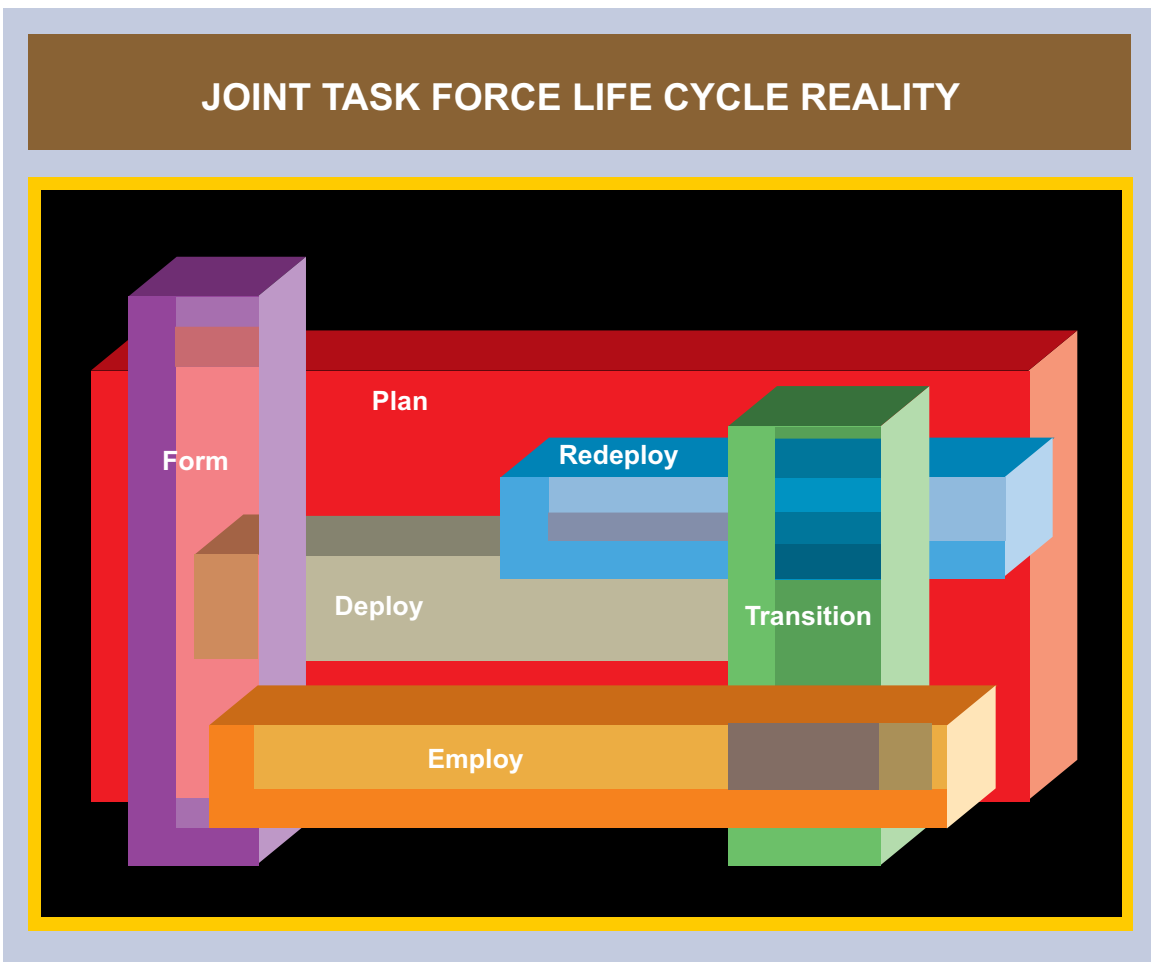 JOINT TASK FORCE LIFE CYCLE REALITY
Plan
Form
Redeploy
Deploy
Transition
Employ